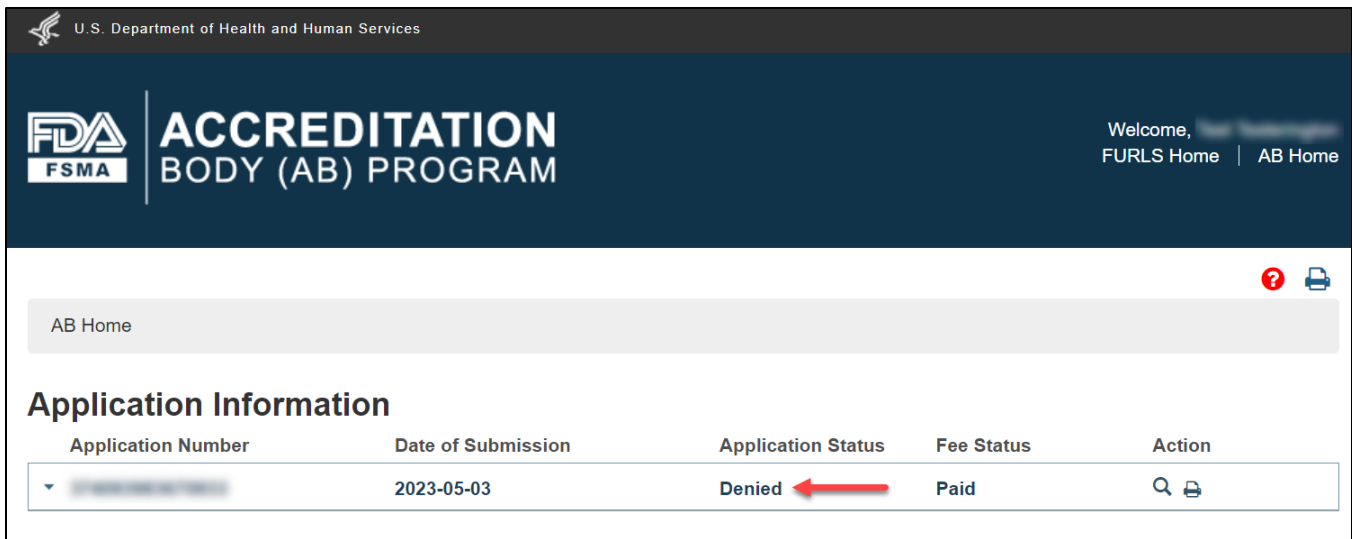 U.S. Department of Health and Human Services
FDA
FSMA
ACCREDITATION
BODY (AB) PROGRAM
Welcome,
FURLS Home | AB Home
?
AB Home
Application Information
Application Number Date of Submission Application Status Fee Status Action
2023-05-03 Denied Paid